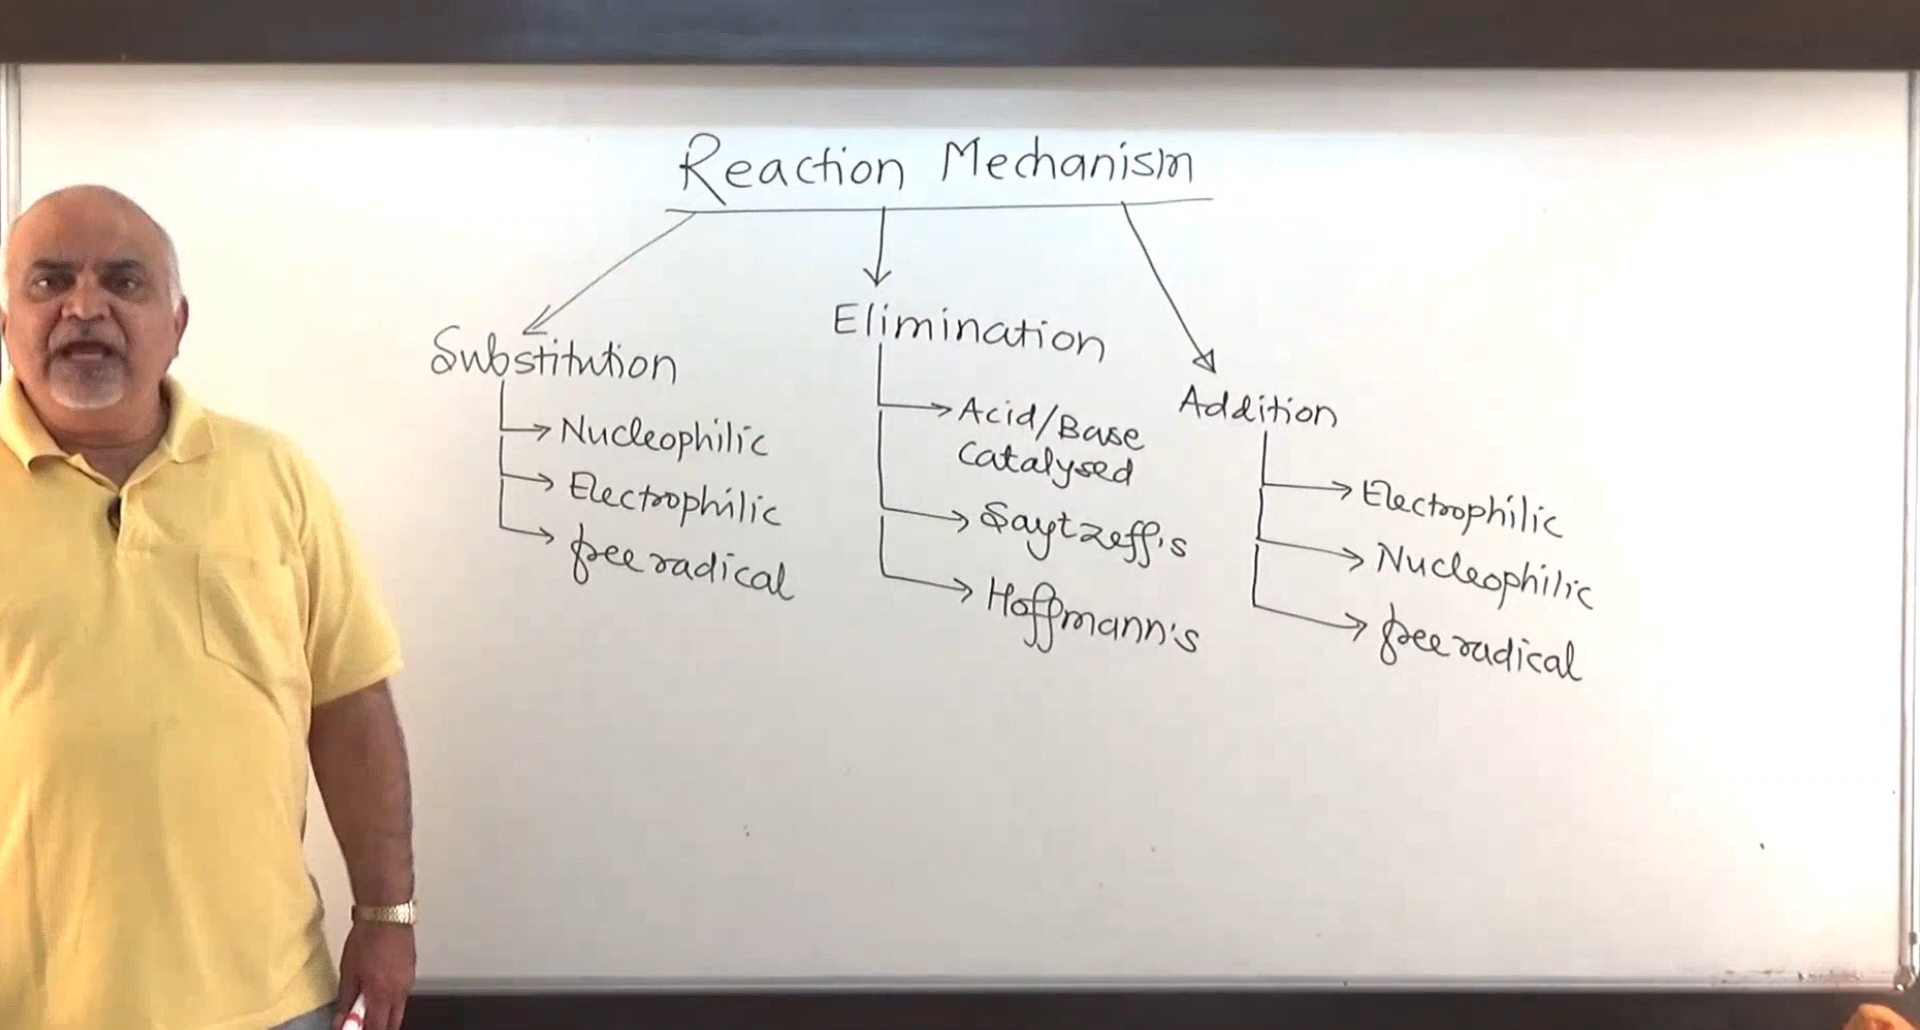 Reaction Mechanism
Substitution
Nucleophilic
Electrophilic
free radical
Elimination
Acid/Base
Catalysed
Saytzeff's
Hoffmann's
Addition
Electrophilic
Nucleophilic
free radical